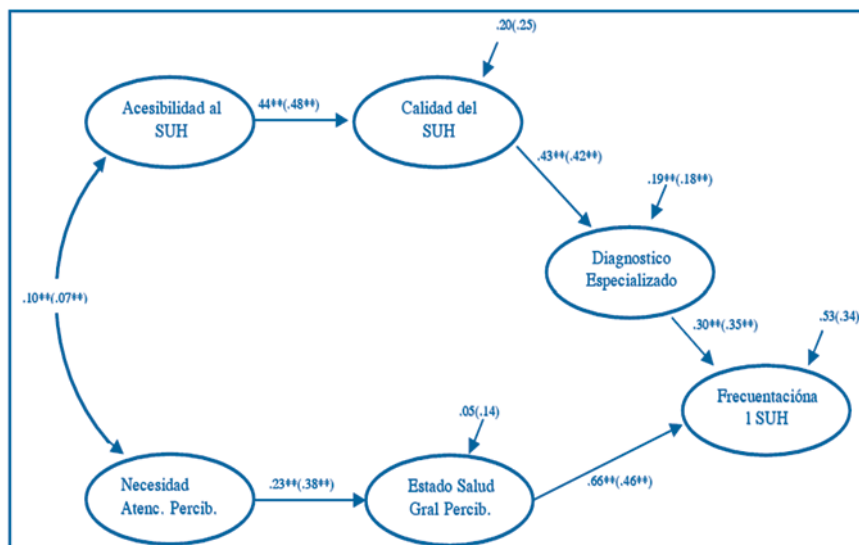 .20(.25)
Acesibilidad al
SUH
44**(.48**)
Calidad del
SUH
.43**(.42**)
.19**(.18**)
Diagnostico
Especializado
.10**(.07**)
.30**(.35**)
.53(.34)
Frecuentacióna
l SUH
.05(.14)
Necesidad
Atenc. Percib.
.23**(.38**)
Estado Salud
Gral Percib.
.66**(.46**)